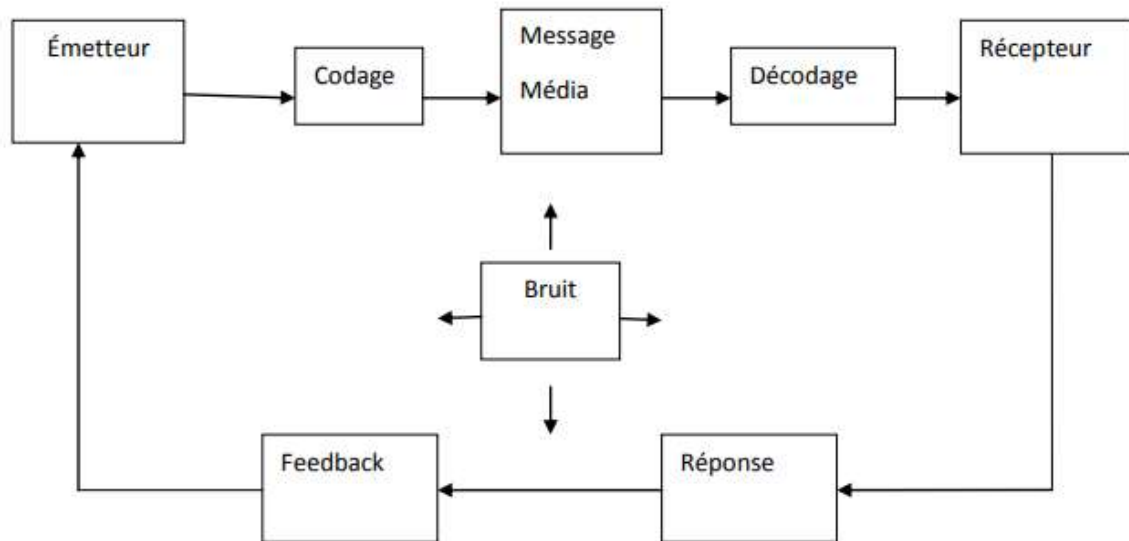 Émetteur
Codage
Message
Média
Décodage
Récepteur
Bruit
Feedback
Réponse